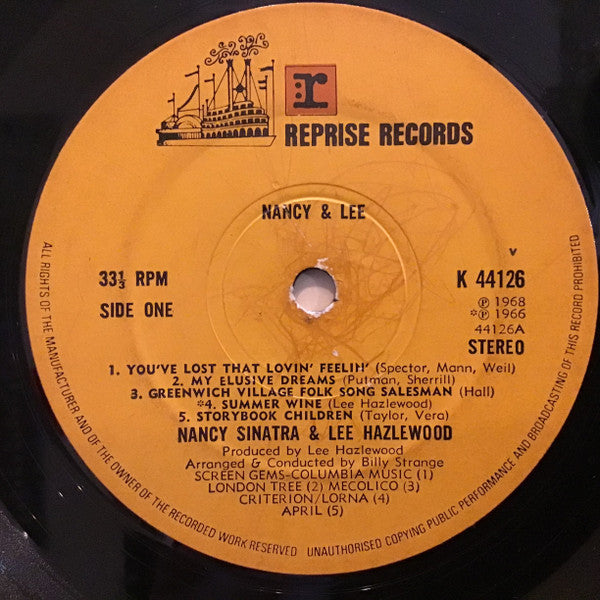 :r
REPRISE RECORDS
NANCY & LEE
V
33⅓ RPM
SIDE ONE
K 44126
Ⓟ 1968
*Ⓟ 1966
44126A
STEREO
1. YOU'VE LOST THAT LOVIN' FEELIN' (Spector, Mann, Weil)
2. MY ELUSIVE DREAMS (Putman, Sherrill)
3. GREENWICH VILLAGE FOLK SONG SALESMAN (Hall)
*4. SUMMER WINE (Lee Hazlewood)
5. STORYBOOK CHILDREN (Taylor, Vera)
NANCY SINATRA & LEE HAZLEWOOD
Produced by Lee Hazlewood
Arranged & Conducted by Billy Strange
SCREEN GEMS-COLUMBIA MUSIC (1)
LONDON TREE (2) MECOLICO (3)
CRITERION/LORNA (4)
APRIL (5)
ALL RIGHTS OF THE MANUFACTURER AND OF THE OWNER OF THE RECORDED WORK RESERVED UNAUTHORISED COPYING PUBLIC PERFORMANCE AND BROADCASTING OF THIS RECORD PROHIBITED